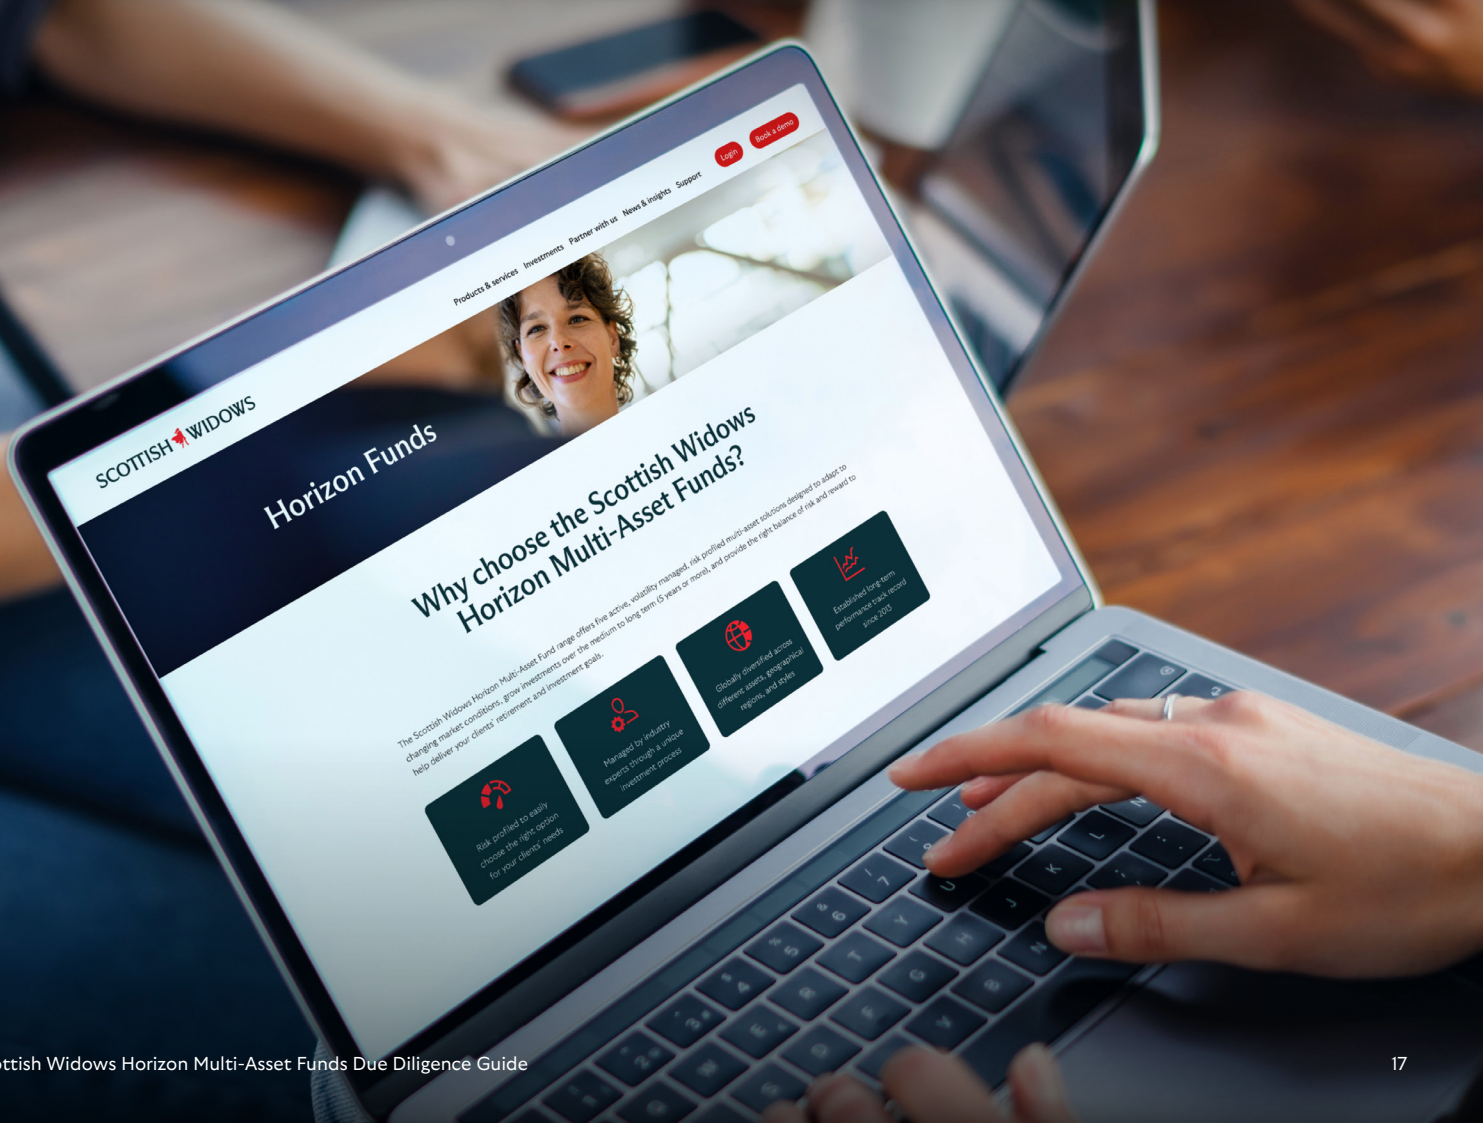 Login
Book a demo
Products & services Investments Partner with us News & insights Support
SCOTTISH WIDOWS
Horizon Funds
Why choose the Scottish Widows
Horizon Multi-Asset Funds?
The Scottish Widows Horizon Multi-Asset Fund range offers five active, volatility managed, risk profiled multi-asset solutions designed to adapt to
changing market conditions, grow investments over the medium to long term (5 years or more), and provide the right balance of risk and reward to
help deliver your clients' retirement and investment goals.
Risk profiled to easily
choose the right option
for your clients' needs
Managed by industry
experts through a unique
investment process
Globally diversified across
different assets, geographical
regions, and styles
Established long-term
performance track record
since 2013
Widows Horizon Multi-Asset Funds Due Diligence Guide
17